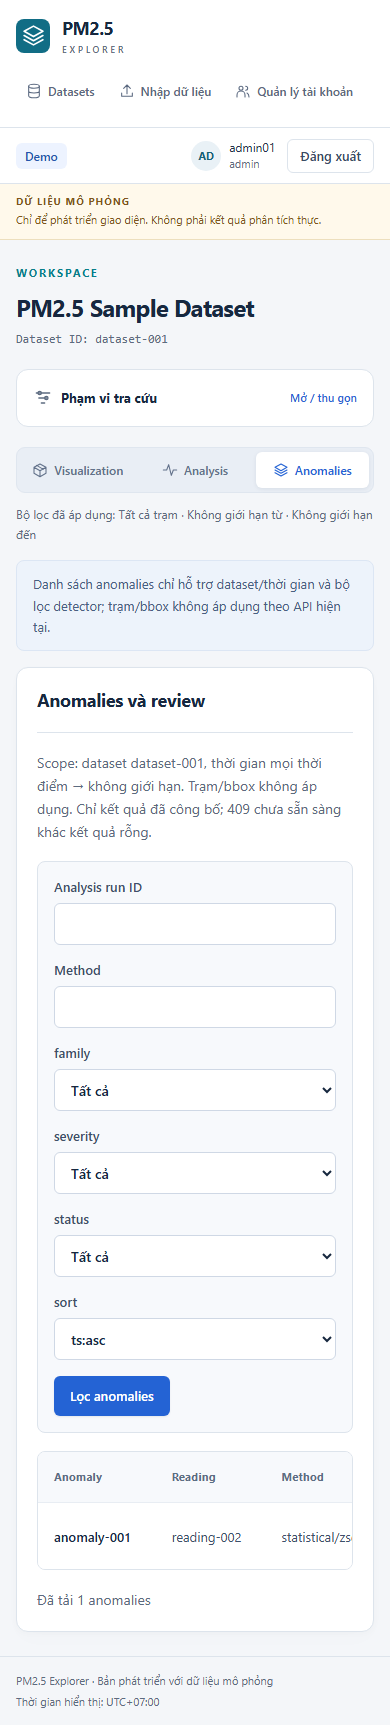 PM2.5
EXPLORER
Datasets
Nhập dữ liệu
Quản lý tài khoản
Demo
AD
admin01
admin
Đăng xuất
DỮ LIỆU MÔ PHỎNG
Chỉ để phát triển giao diện. Không phải kết quả phân tích thực.
WORKSPACE
PM2.5 Sample Dataset
Dataset ID: dataset-001
Phạm vi tra cứu
Mở / thu gọn
Visualization
Analysis
Anomalies
Bộ lọc đã áp dụng: Tất cả trạm · Không giới hạn từ · Không giới hạn
đến
Danh sách anomalies chỉ hỗ trợ dataset/thời gian và bộ
lọc detector; trạm/bbox không áp dụng theo API hiện
tại.
Anomalies và review
Scope: dataset dataset-001, thời gian mọi thời
điểm → không giới hạn. Trạm/bbox không áp
dụng. Chỉ kết quả đã công bố; 409 chưa sẵn sàng
khác kết quả rỗng.
Analysis run ID
Method
family
Tất cả
severity
Tất cả
status
Tất cả
sort
ts:asc
Lọc anomalies
Anomaly Reading Method
anomaly-001 reading-002 statistical/zs
Đã tải 1 anomalies
PM2.5 Explorer · Bản phát triển với dữ liệu mô phỏng
Thời gian hiển thị: UTC+07:00